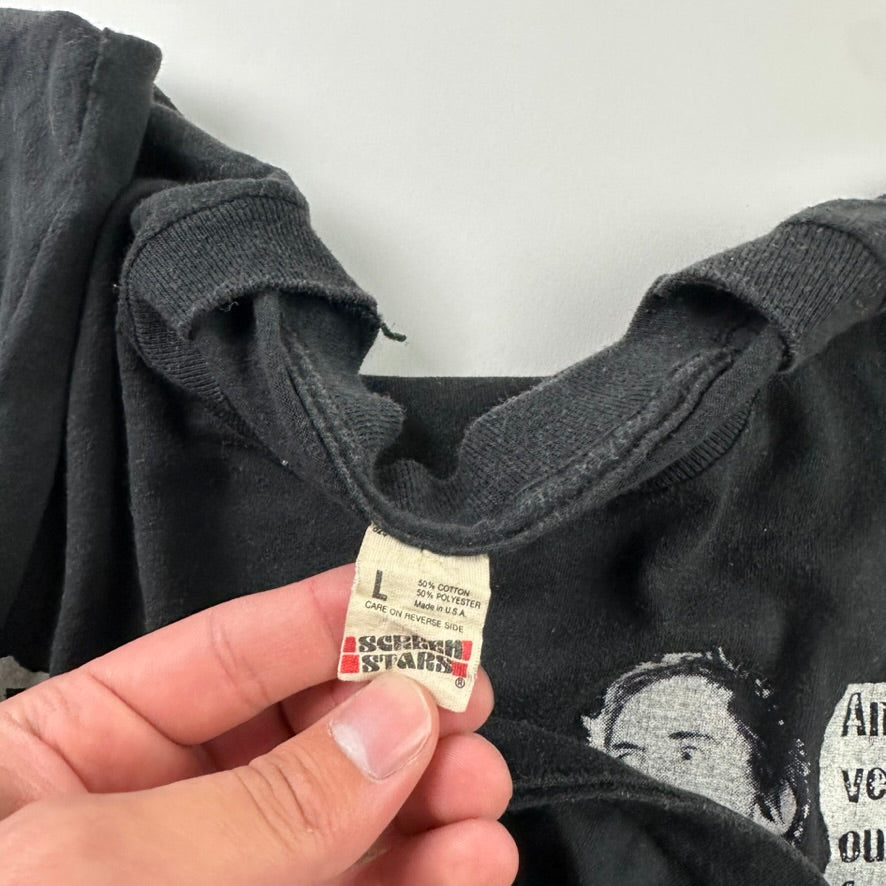 L
50% COTTON
50% POLYESTER
Made in U.S.A.
CARE ON REVERSE SIDE
SCREEN
STARS
®
An
ve
ou